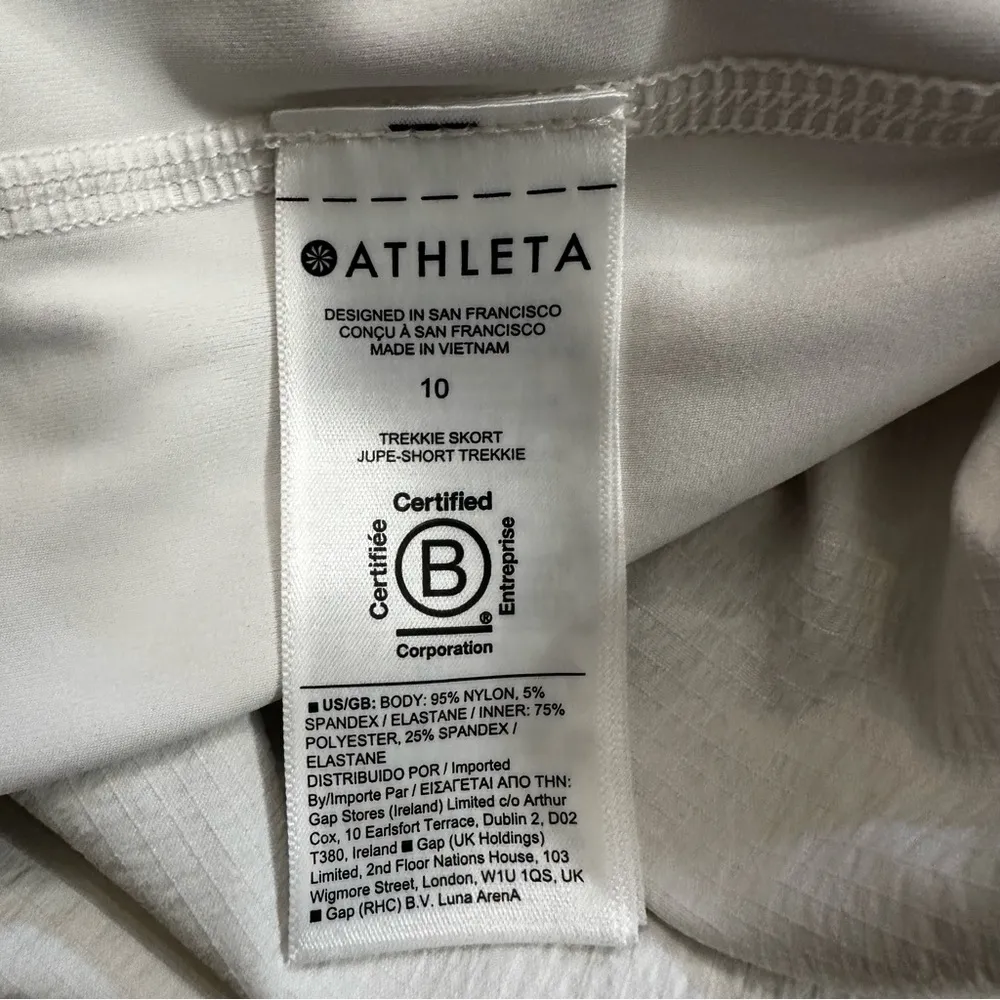 ATHLETA
DESIGNED IN SAN FRANCISCO
CONÇU À SAN FRANCISCO
MADE IN VIETNAM
10
TREKKIE SKORT
JUPE-SHORT TREKKIE
Certified
Certifiée
B
Entreprise
®
Corporation
■ US/GB: BODY: 95% NYLON, 5%
SPANDEX / ELASTANE / INNER: 75%
POLYESTER, 25% SPANDEX /
ELASTANE
DISTRIBUIDO POR / Imported
By/Importe Par / ΕΙΣΑΓΕΤΑΙ ΑΠΟ ΤΗΝ:
Gap Stores (Ireland) Limited c/o Arthur
Cox, 10 Earlsfort Terrace, Dublin 2, D02
T380, Ireland ■ Gap (UK Holdings)
Limited, 2nd Floor Nations House, 103
Wigmore Street, London, W1U 1QS, UK
■ Gap (RHC) B.V. Luna ArenA